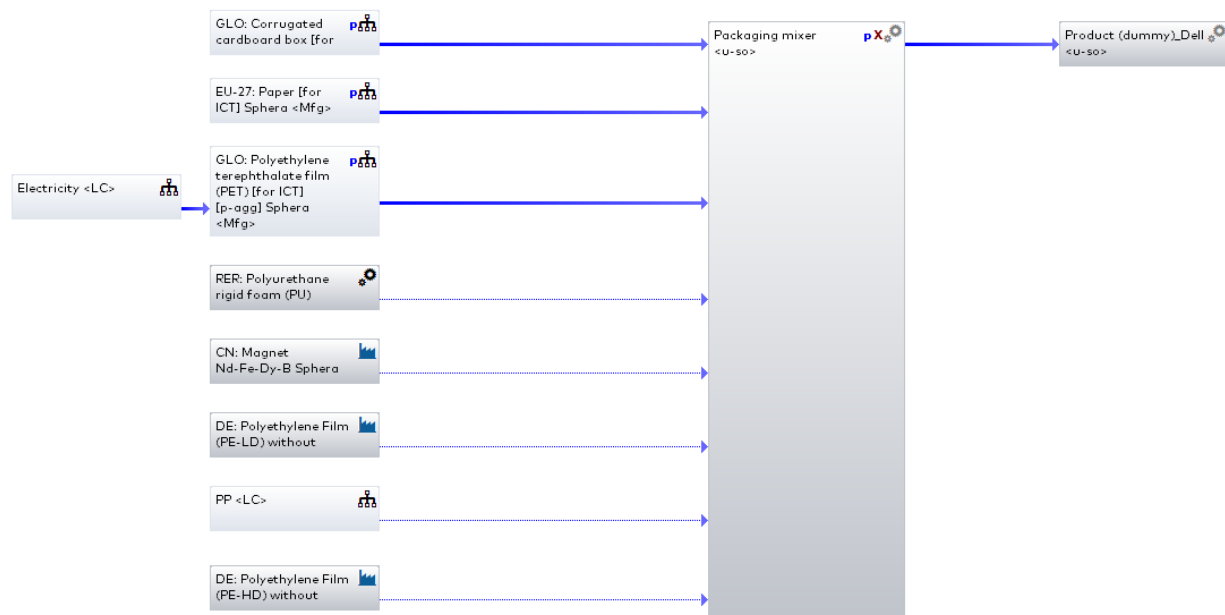 GLO: Corrugated
cardboard box [for
p
Packaging mixer
<u-so>
p X
Product (dummy)_Dell
<u-so>
EU-27: Paper [for
ICT] Sphera <Mfg>
p
Electricity <LC>
GLO: Polyethylene
terephthalate film
(PET) [for ICT]
[p-agg] Sphera
<Mfg>
p
RER: Polyurethane
rigid foam (PU)
CN: Magnet
Nd-Fe-Dy-B Sphera
DE: Polyethylene Film
(PE-LD) without
PP <LC>
DE: Polyethylene Film
(PE-HD) without